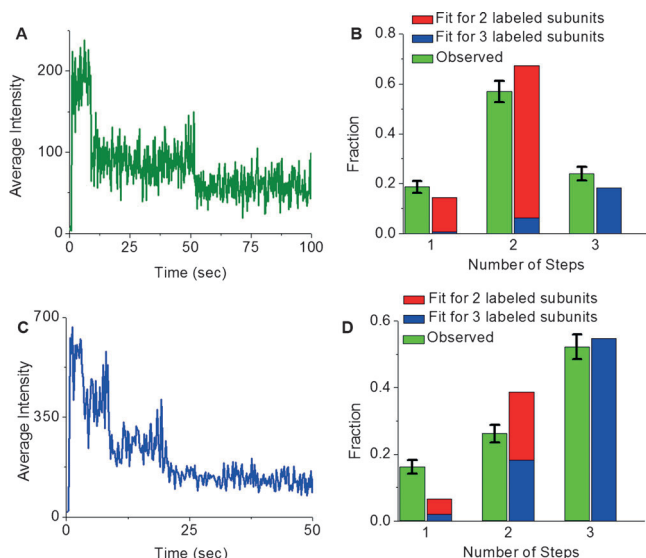 A
Average Intensity
200
100
0
0
25
50
75
100
Time (sec)
B
Fit for 2 labeled subunits
Fit for 3 labeled subunits
Observed
Fraction
0.8
0.6
0.4
0.2
0.0
1
2
3
Number of Steps
C
Average Intensity
700
350
0
0
25
50
Time (sec)
D
Fit for 2 labeled subunits
Fit for 3 labeled subunits
Observed
Fraction
0.6
0.4
0.2
0.0
1
2
3
Number of Steps